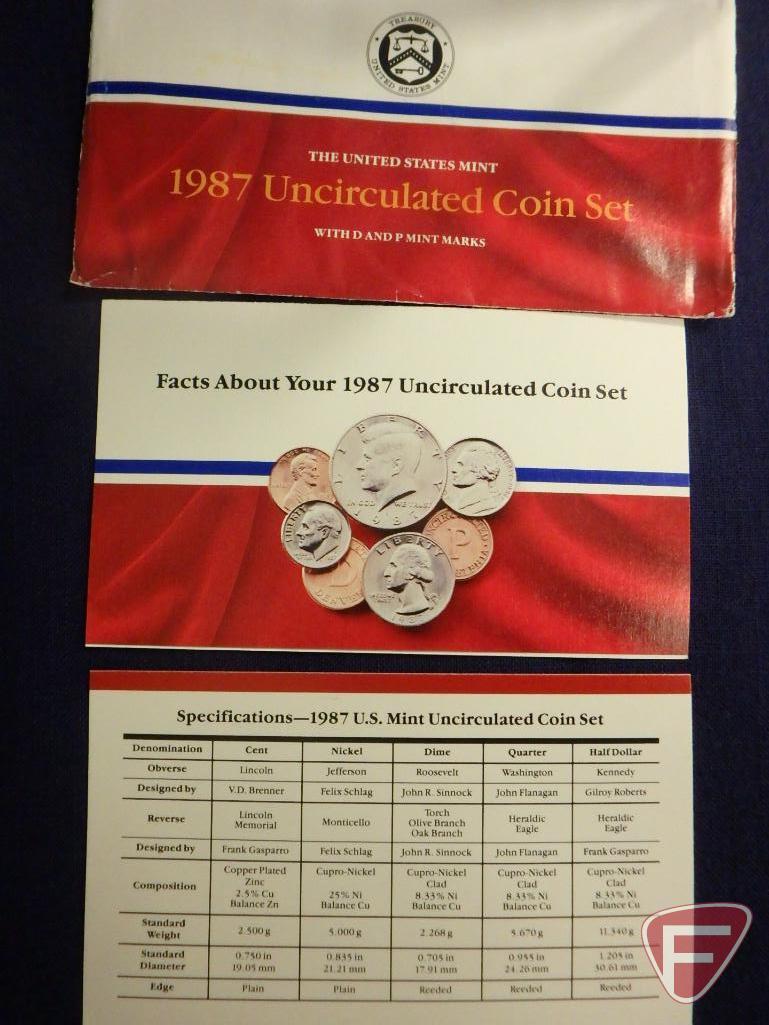 TREASURY
UNITED STATES MINT
THE UNITED STATES MINT
1987 Uncirculated Coin Set
WITH D AND P MINT MARKS
Facts About Your 1987 Uncirculated Coin Set
LIBERTY
IN GOD WE TRUST
1987
LIBERTY
P
DENVER
LIBERTY
Specifications—1987 U.S. Mint Uncirculated Coin Set
Denomination Cent Nickel Dime Quarter Half Dollar
Obverse Lincoln Jefferson Roosevelt Washington Kennedy
Designed by V.D. Brenner Felix Schlag John R. Sinnock John Flanagan Gilroy Roberts
Reverse Lincoln Memorial Monticello Torch Olive Branch Oak Branch Heraldic Eagle Heraldic Eagle
Designed by Frank Gasparro Felix Schlag John R. Sinnock John Flanagan Frank Gasparro
Composition Copper Plated Zinc 2.5% Cu Balance Zn Cupro-Nickel 25% Ni Balance Cu Cupro-Nickel Clad 8.33% Ni Balance Cu Cupro-Nickel Clad 8.33% Ni Balance Cu Cupro-Nickel Clad 8.33% Ni Balance Cu
Standard Weight 2.500 g 5.000 g 2.268 g 5.670 g 11.340 g
Standard Diameter 0.750 in 19.05 mm 0.835 in 21.21 mm 0.705 in 17.91 mm 0.955 in 24.26 mm 1.205 in 30.61 mm
Edge Plain Plain Reeded Reeded Reeded
F